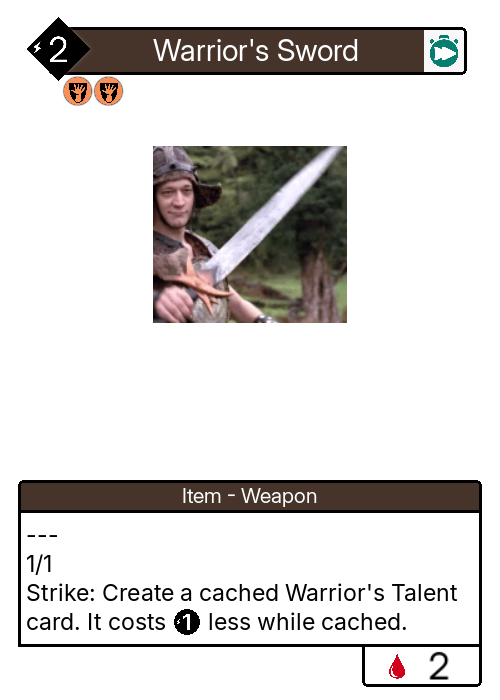 2
Warrior's Sword
Item - Weapon
---
1/1
Strike: Create a cached Warrior's Talent
card. It costs 1 less while cached.
2